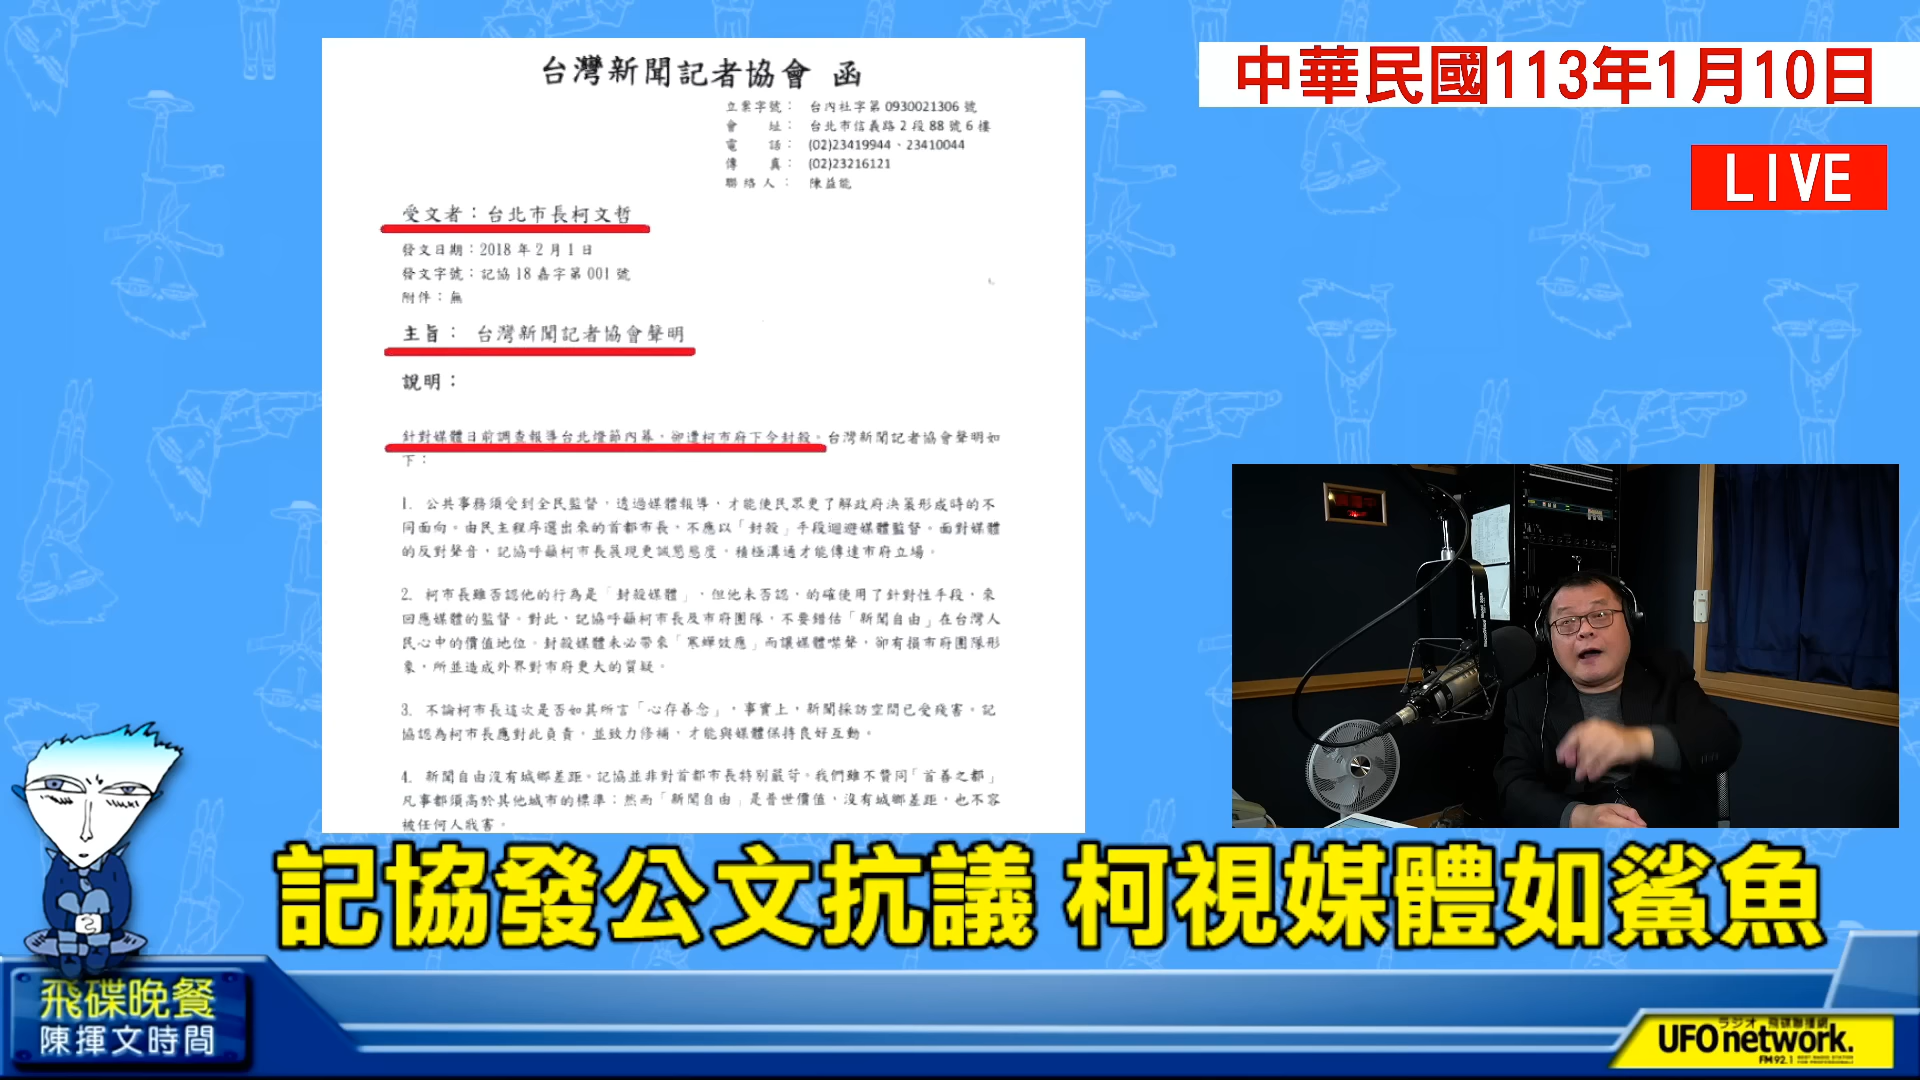 台灣新聞記者協會 函
立案字號： 台內社字第 0930021306 號
會 址： 台北市信義路 2 段 88 號 6 樓
電 話： (02)23419944、23410044
傳 真： (02)23216121
聯絡人： 陳益能
受文者：台北市長柯文哲
發文日期：2018 年 2 月 1 日
發文字號：記協 18 嘉字第 001 號
附件：無
主旨： 台灣新聞記者協會聲明
說明：
針對媒體日前調查報導台北燈節內幕，卻遭柯市府下令封殺。台灣新聞記者協會聲明如
下：
1. 公共事務須受到全民監督，透過媒體報導，才能使民眾更了解政府決策形成時的不
同面向。由民主程序選出來的首都市長，不應以「封殺」手段迴避媒體監督。面對媒體
的反對聲音，記協呼籲柯市長展現更誠懇態度，積極溝通才能傳達市府立場。
2. 柯市長雖否認他的行為是「封殺媒體」，但他未否認，的確使用了針對性手段，來
回應媒體的監督。對此，記協呼籲柯市長及市府團隊，不要錯估「新聞自由」在台灣人
民心中的價值地位。封殺媒體未必帶來「寒蟬效應」而讓媒體噤聲，卻有損市府團隊形
象，所並造成外界對市府更大的質疑。
3. 不論柯市長這次是否如其所言「心存善念」，事實上，新聞採訪空間已受殘害。記
協認為柯市長應對此負責，並致力修補，才能與媒體保持良好互動。
4. 新聞自由沒有城鄉差距。記協並非對首都市長特別嚴苛。我們雖不贊同「首善之都」
凡事都須高於其他城市的標準；然而「新聞自由」是普世價值，沒有城鄉差距，也不容
被任何人戕害。
中華民國113年1月10日
LIVE
記協發公文抗議 柯視媒體如鯊魚
飛碟晚餐
陳揮文時間
ラジオ 飛碟聯播網
UFO network.
FM92.1